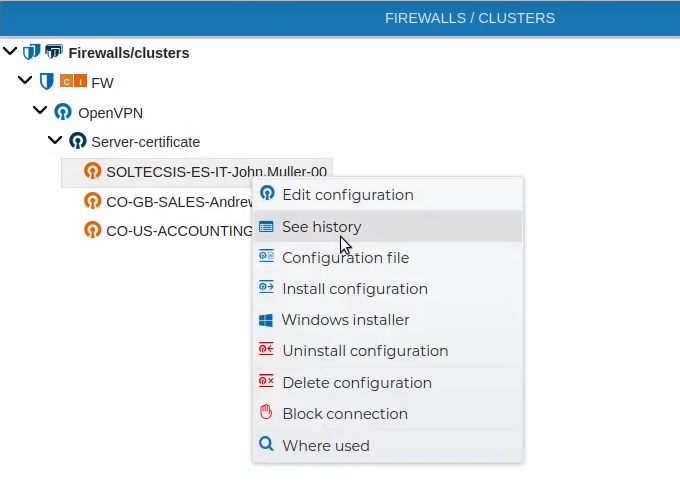 FIREWALLS / CLUSTERS
Firewalls/clusters
C I FW
OpenVPN
Server-certificate
SOLTECSIS-ES-IT-John.Muller-00
CO-GB-SALES-Andrew
CO-US-ACCOUNTING
Edit configuration
See history
Configuration file
Install configuration
Windows installer
Uninstall configuration
Delete configuration
Block connection
Where used